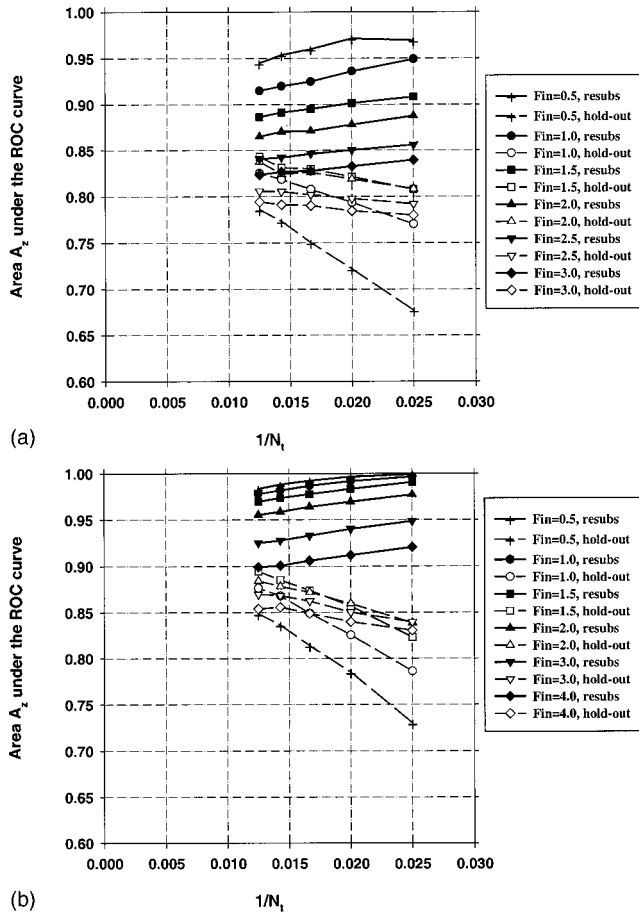 1.00
0.95
0.90
0.85
0.80
0.75
0.70
0.65
0.60
Area A_z under the ROC curve
0.000 0.005 0.010 0.015 0.020 0.025 0.030
1/N_t
(a)
Fin=0.5, resubs
Fin=0.5, hold-out
Fin=1.0, resubs
Fin=1.0, hold-out
Fin=1.5, resubs
Fin=1.5, hold-out
Fin=2.0, resubs
Fin=2.0, hold-out
Fin=2.5, resubs
Fin=2.5, hold-out
Fin=3.0, resubs
Fin=3.0, hold-out
1.00
0.95
0.90
0.85
0.80
0.75
0.70
0.65
0.60
Area A_z under the ROC curve
0.000 0.005 0.010 0.015 0.020 0.025 0.030
1/N_t
(b)
Fin=0.5, resubs
Fin=0.5, hold-out
Fin=1.0, resubs
Fin=1.0, hold-out
Fin=1.5, resubs
Fin=1.5, hold-out
Fin=2.0, resubs
Fin=2.0, hold-out
Fin=3.0, resubs
Fin=3.0, hold-out
Fin=4.0, resubs
Fin=4.0, hold-out